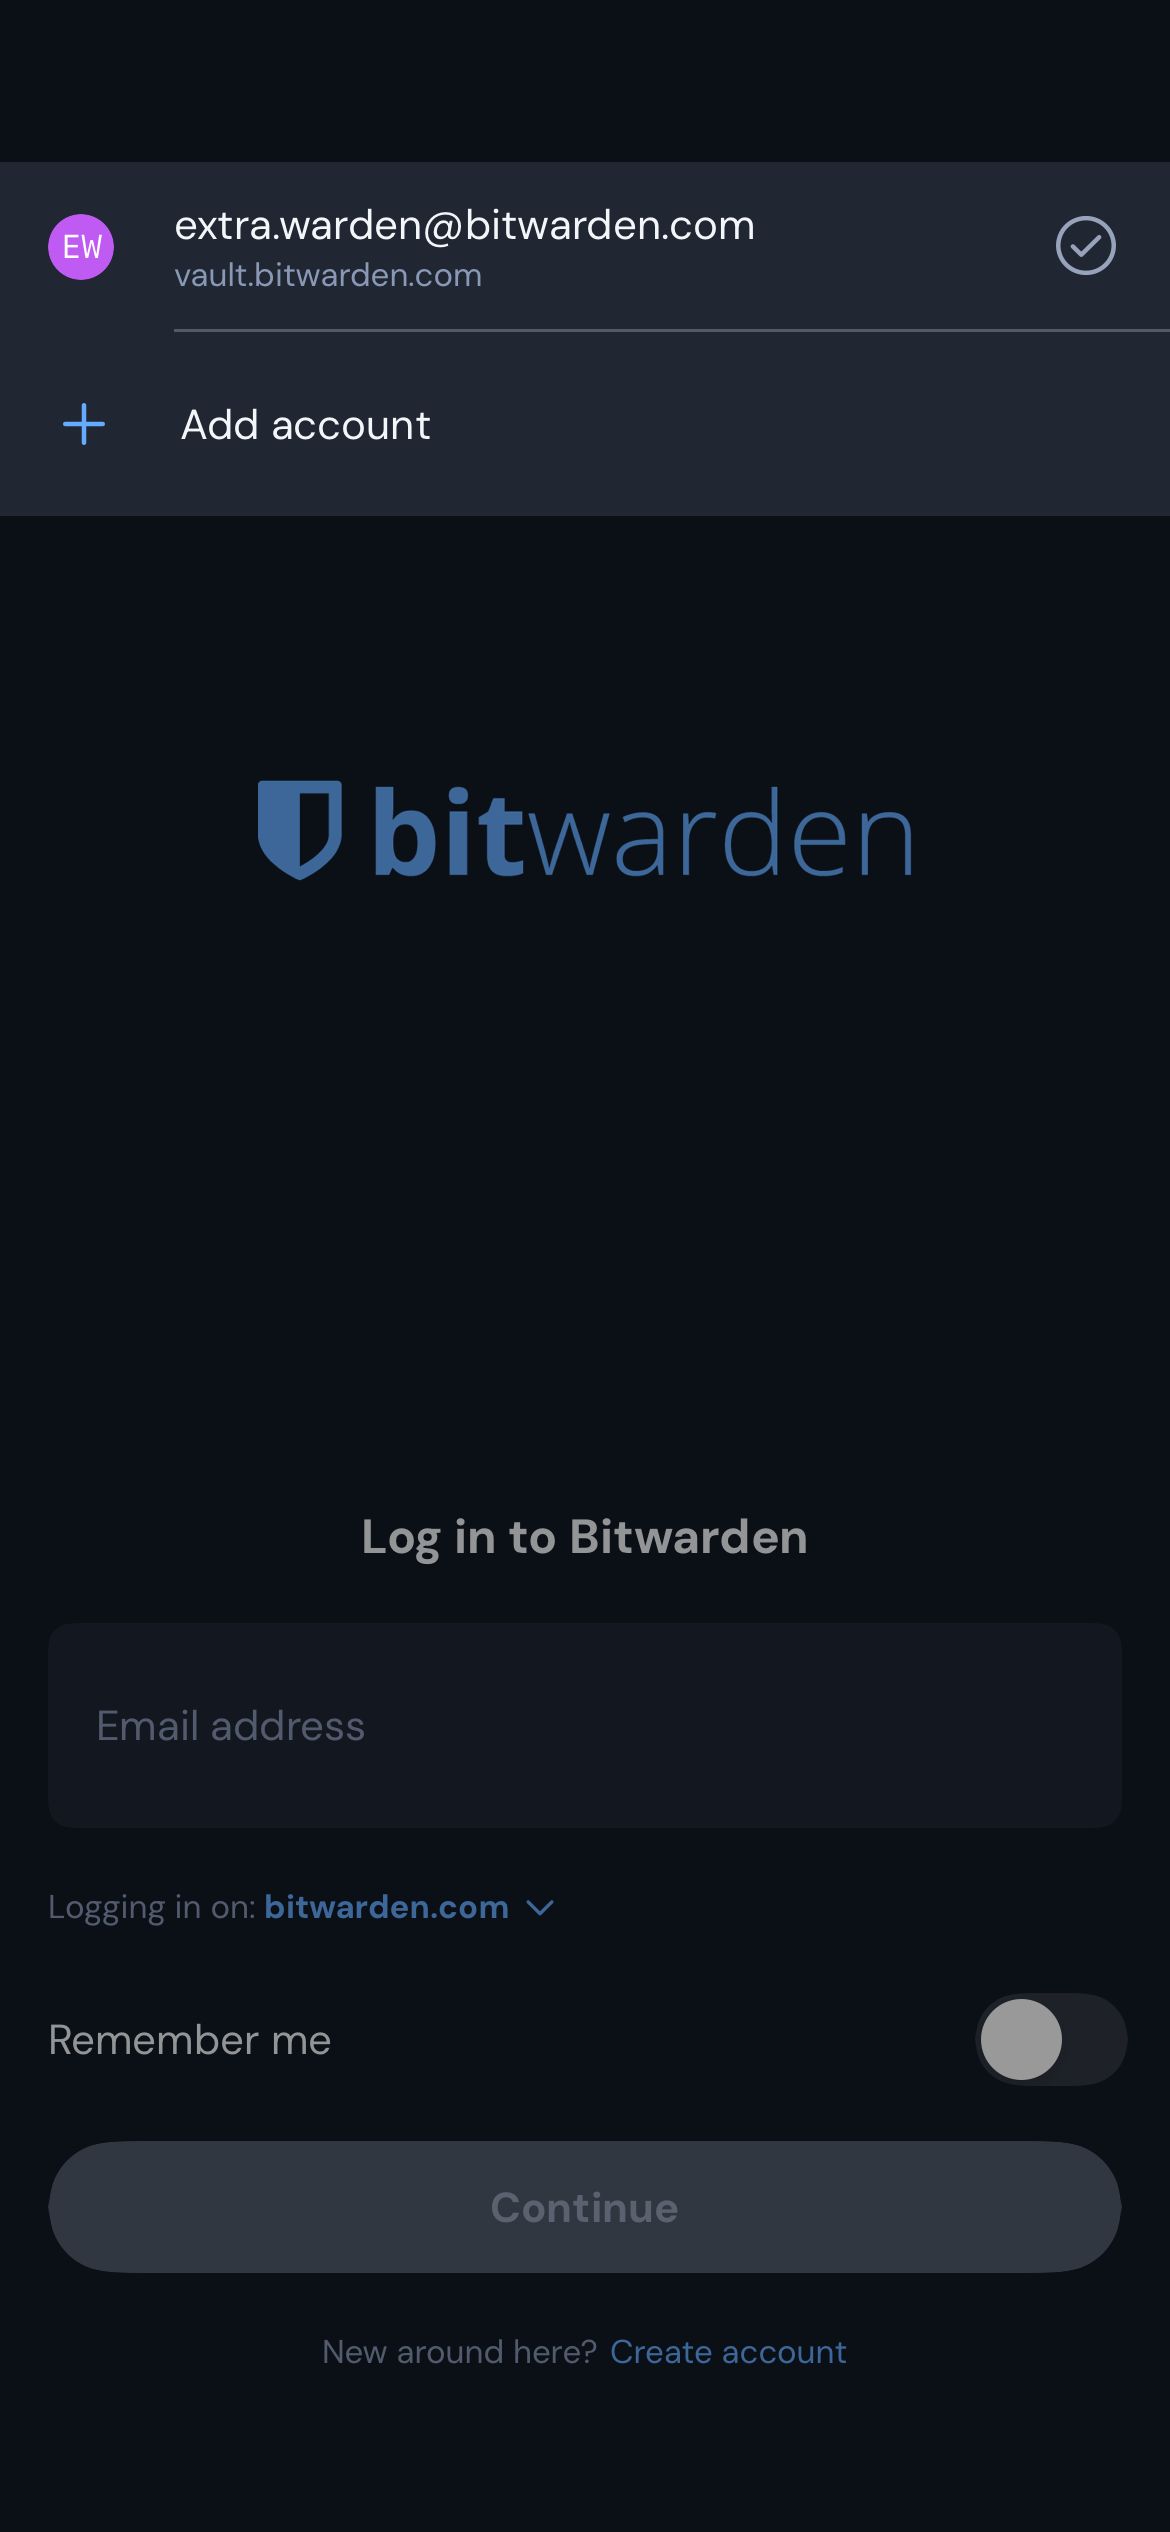 EW
extra.warden@bitwarden.com
vault.bitwarden.com
Add account
bitwarden
Log in to Bitwarden
Email address
Logging in on: bitwarden.com
Remember me
Continue
New around here? Create account